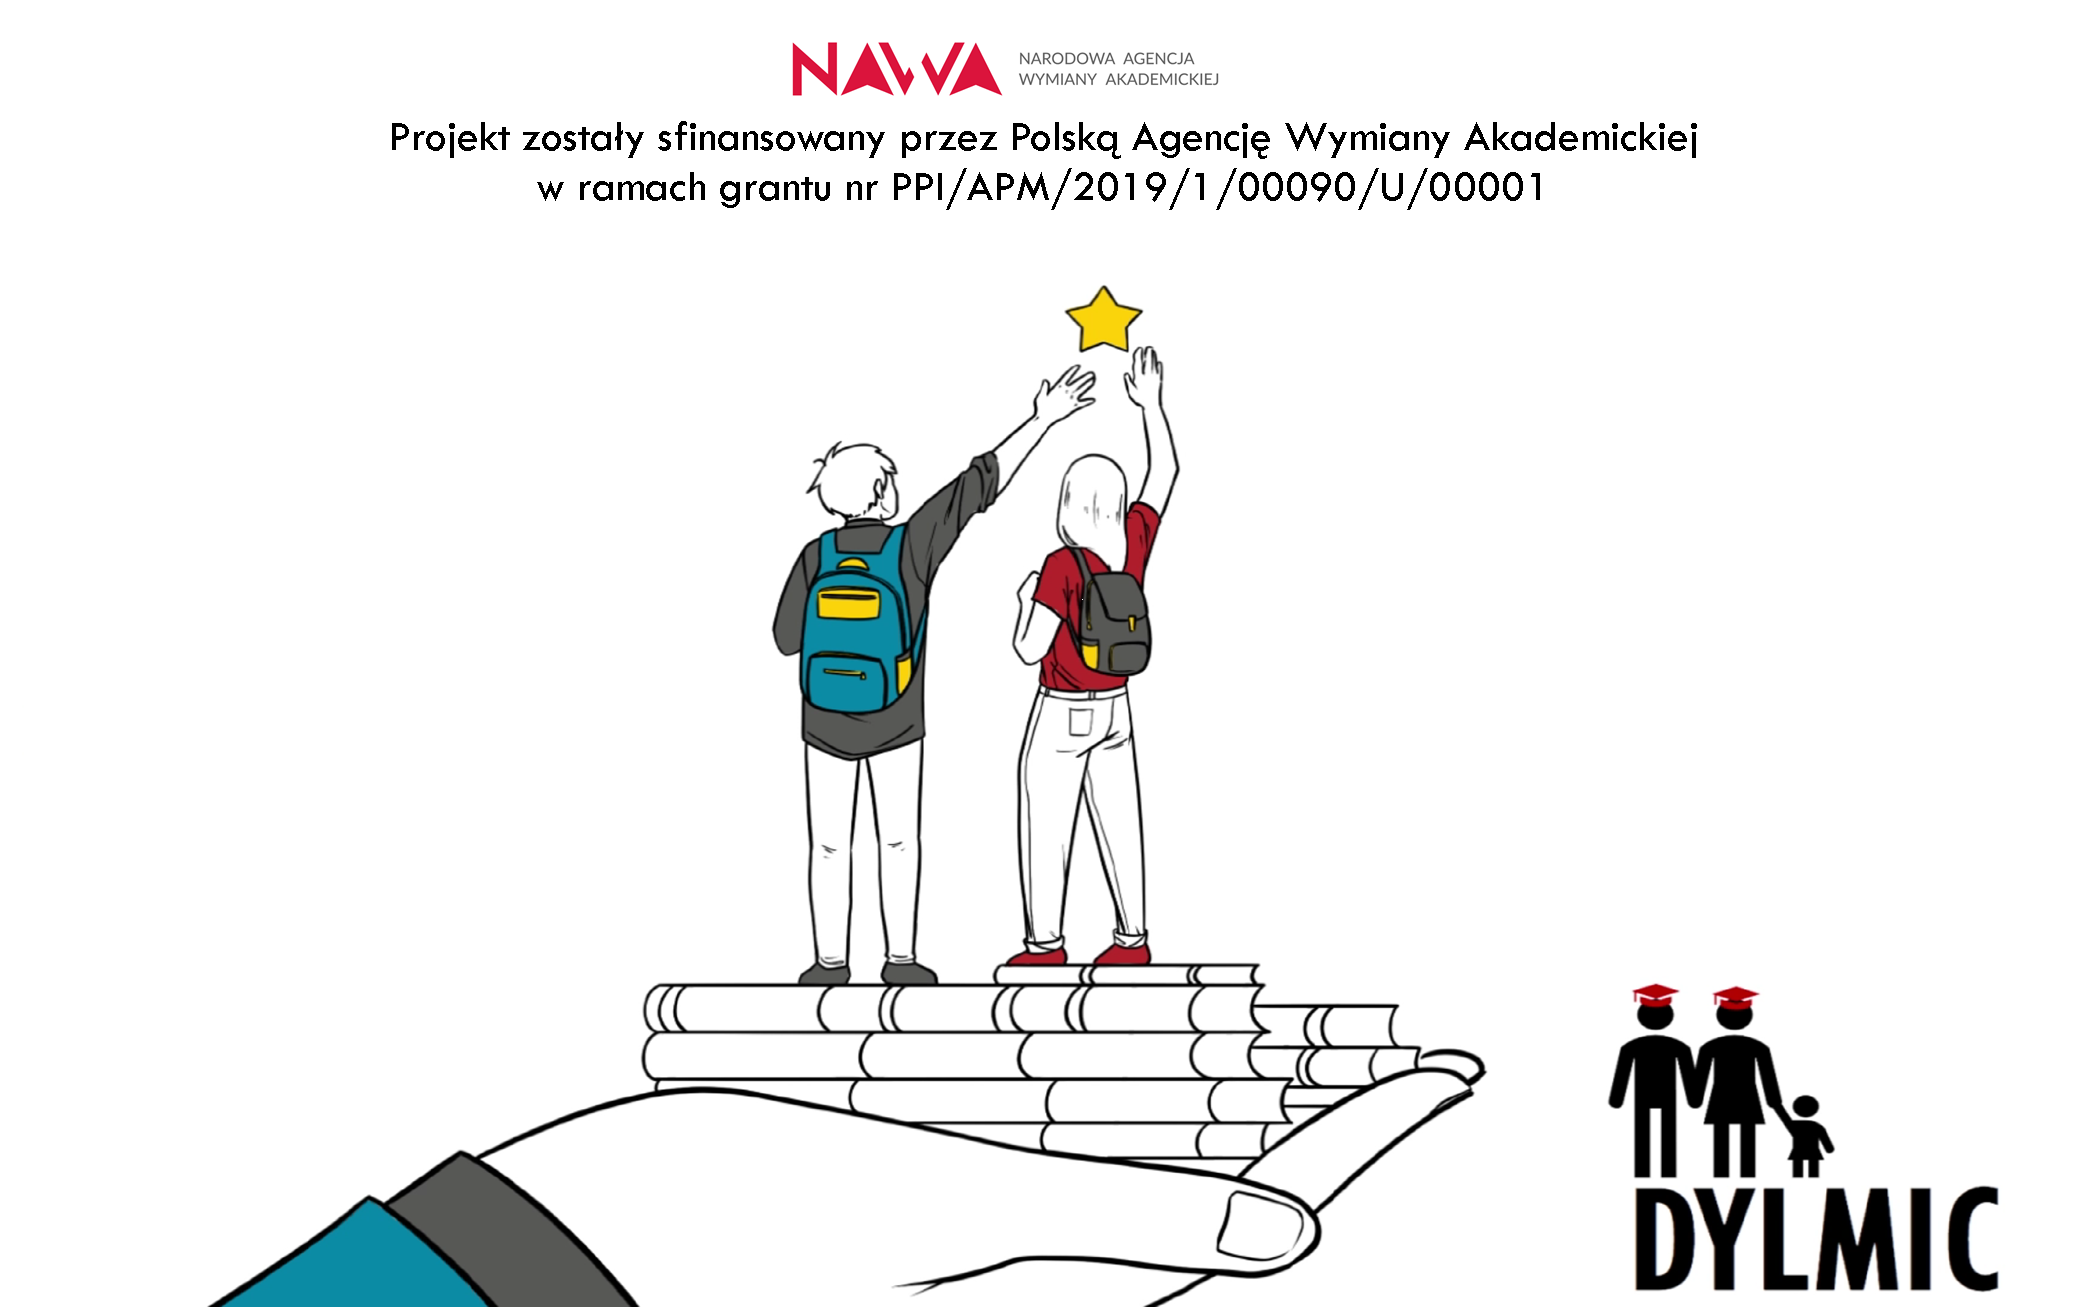 NAWA
NARODOWA AGENCJA
WYMIANY AKADEMICKIEJ
Projekt zostały sfinansowany przez Polską Agencję Wymiany Akademickiej
w ramach grantu nr PPI/APM/2019/1/00090/U/00001
DYLMIC